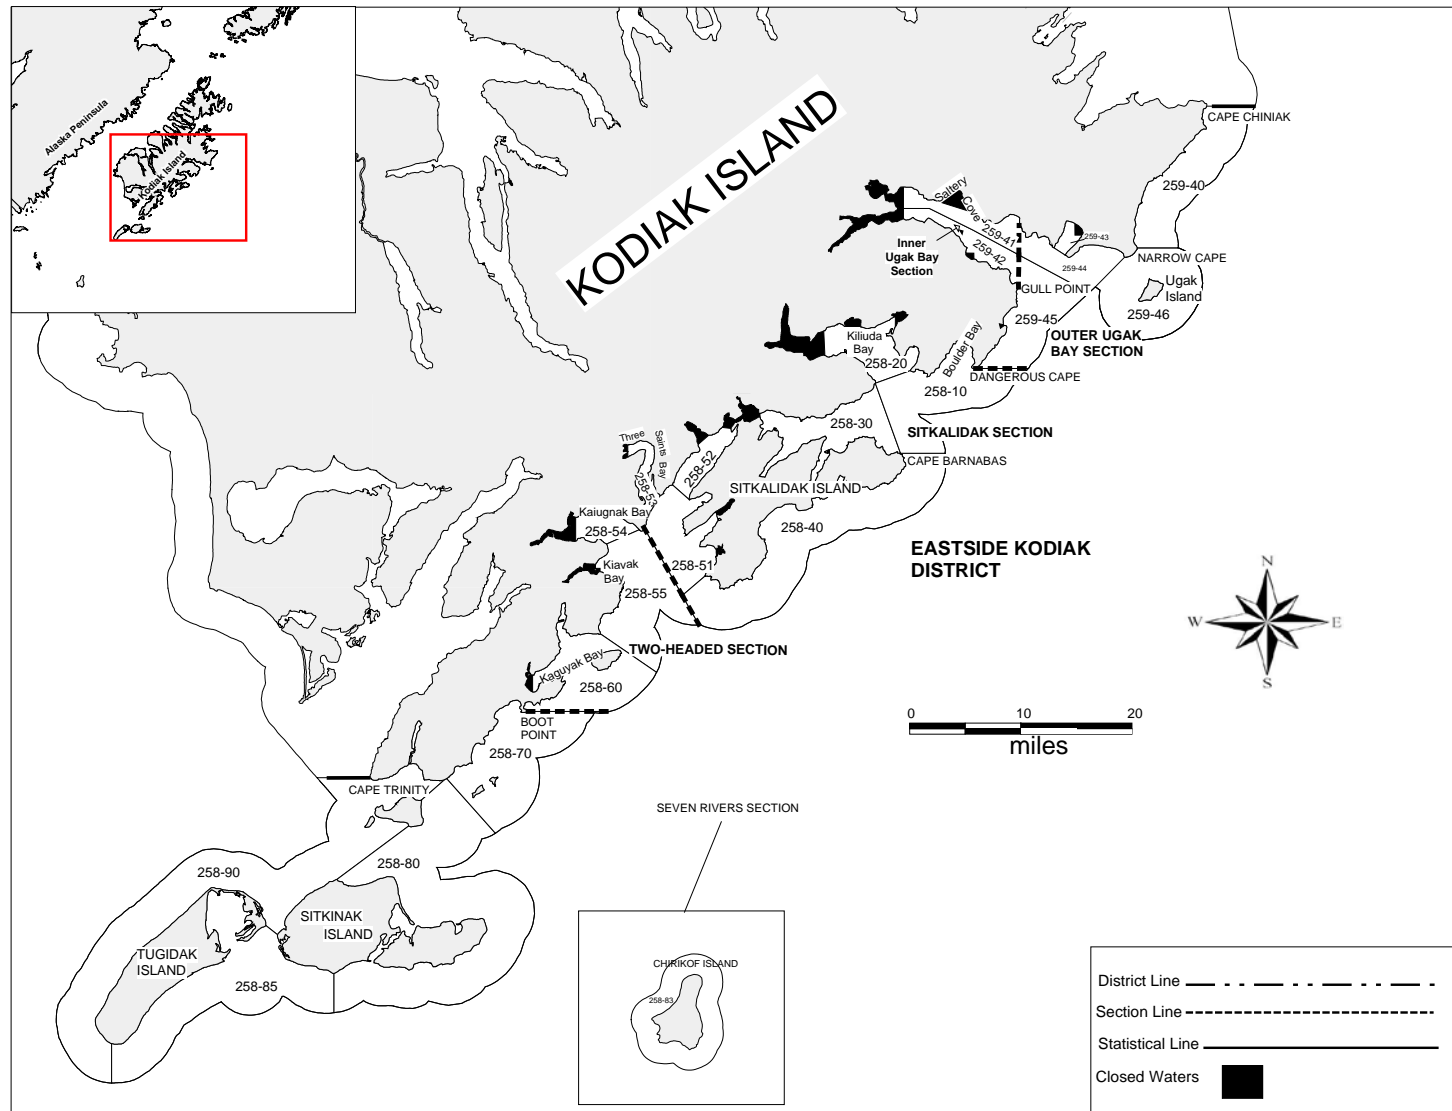 Alaska Peninsula
Kodiak Island
KODIAK ISLAND
CAPE CHINIAK
259-40
Saltery
Cove
259-41
259-42
259-43
259-44
Inner
Ugak Bay
Section
NARROW CAPE
Ugak
Island
GULL POINT
259-45
259-46
OUTER UGAK
BAY SECTION
Kiliuda
Bay
258-20
Boulder Bay
DANGEROUS CAPE
258-10
258-30
SITKALIDAK SECTION
Three
Saints Bay
258-52
258-53
CAPE BARNABAS
SITKALIDAK ISLAND
Kaiugnak Bay
258-54
258-40
EASTSIDE KODIAK
DISTRICT
Kiavak
Bay
258-51
258-55
N
W
E
S
TWO-HEADED SECTION
Kaguyak Bay
258-60
BOOT
POINT
0
10
20
miles
258-70
CAPE TRINITY
SEVEN RIVERS SECTION
258-80
258-90
SITKINAK
ISLAND
TUGIDAK
ISLAND
258-85
CHIRIKOF ISLAND
258-83
District Line
Section Line
Statistical Line
Closed Waters